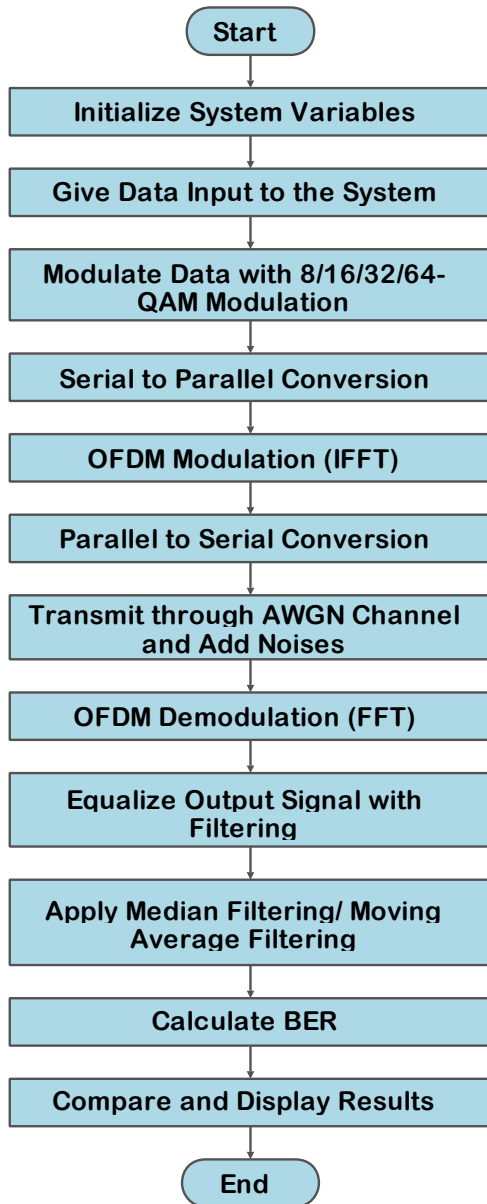 Start
Initialize System Variables
Give Data Input to the System
Modulate Data with 8/16/32/64-
QAM Modulation
Serial to Parallel Conversion
OFDM Modulation (IFFT)
Parallel to Serial Conversion
Transmit through AWGN Channel
and Add Noises
OFDM Demodulation (FFT)
Equalize Output Signal with
Filtering
Apply Median Filtering/ Moving
Average Filtering
Calculate BER
Compare and Display Results
End